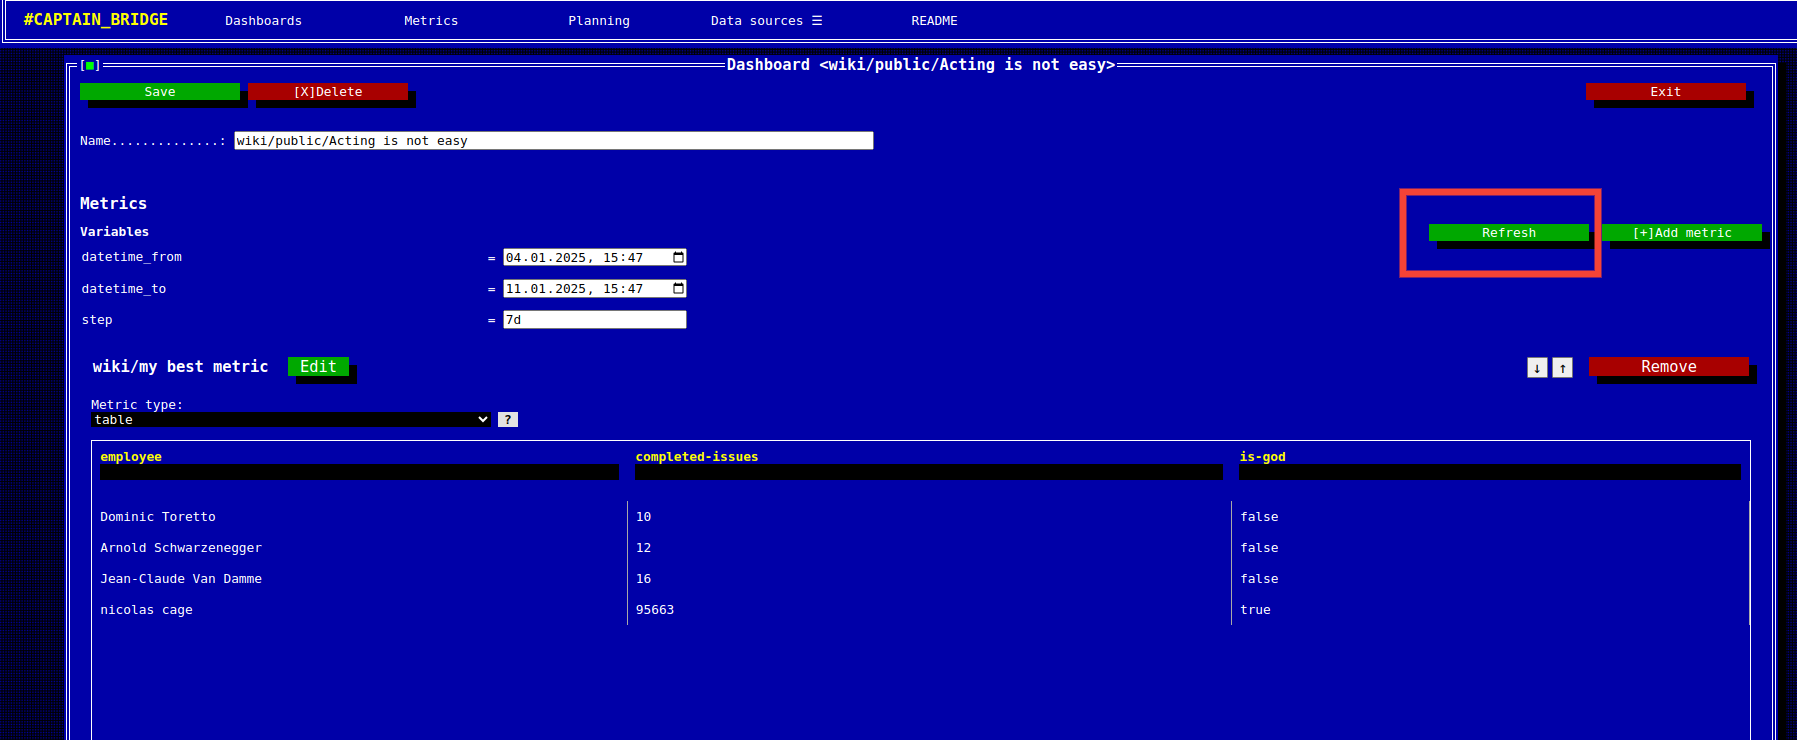 #CAPTAIN_BRIDGE Dashboards Metrics Planning Data sources ☰ README
[■] Dashboard <wiki/public/Acting is not easy>
Save [X]Delete Exit
Name..............: wiki/public/Acting is not easy
Metrics
Variables Refresh [+]Add metric
datetime_from = 04.01.2025, 15:47
datetime_to = 11.01.2025, 15:47
step = 7d
wiki/my best metric Edit ↓ ↑ Remove
Metric type:
table ?
employee completed-issues is-god
Dominic Toretto 10 false
Arnold Schwarzenegger 12 false
Jean-Claude Van Damme 16 false
nicolas cage 95663 true